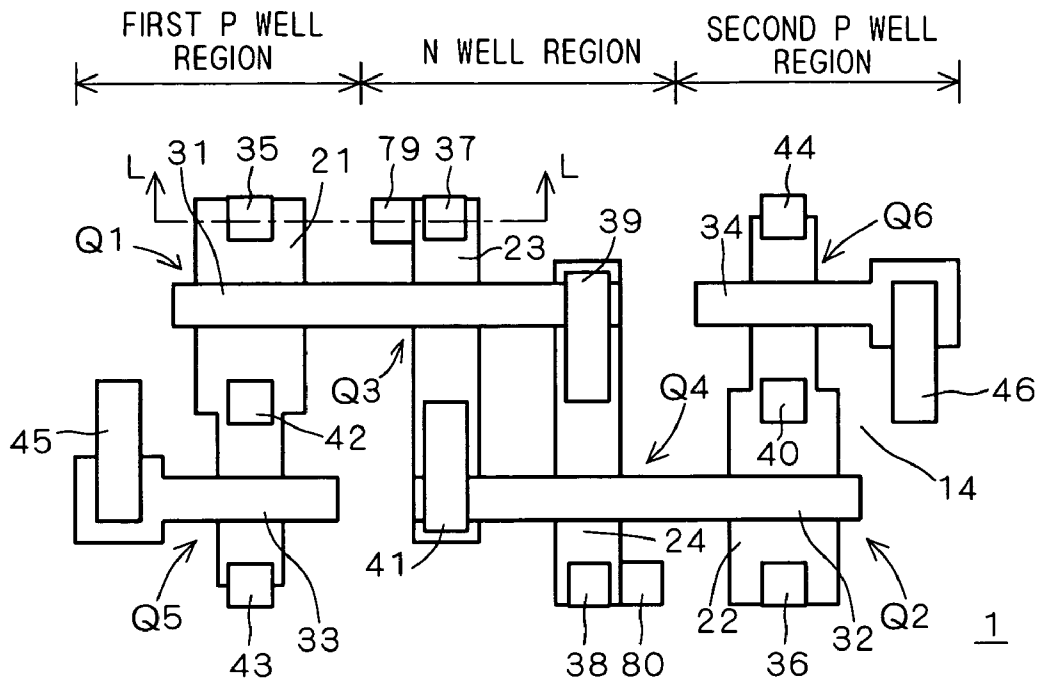 FIRST P WELL
REGION
N WELL REGION
SECOND P WELL
REGION
L
31
35
21
79
37
L
44
Q1
39
34
Q6
23
Q3
Q4
46
45
42
40
14
41
24
Q5
33
43
38
80
22
36
32
Q2
1